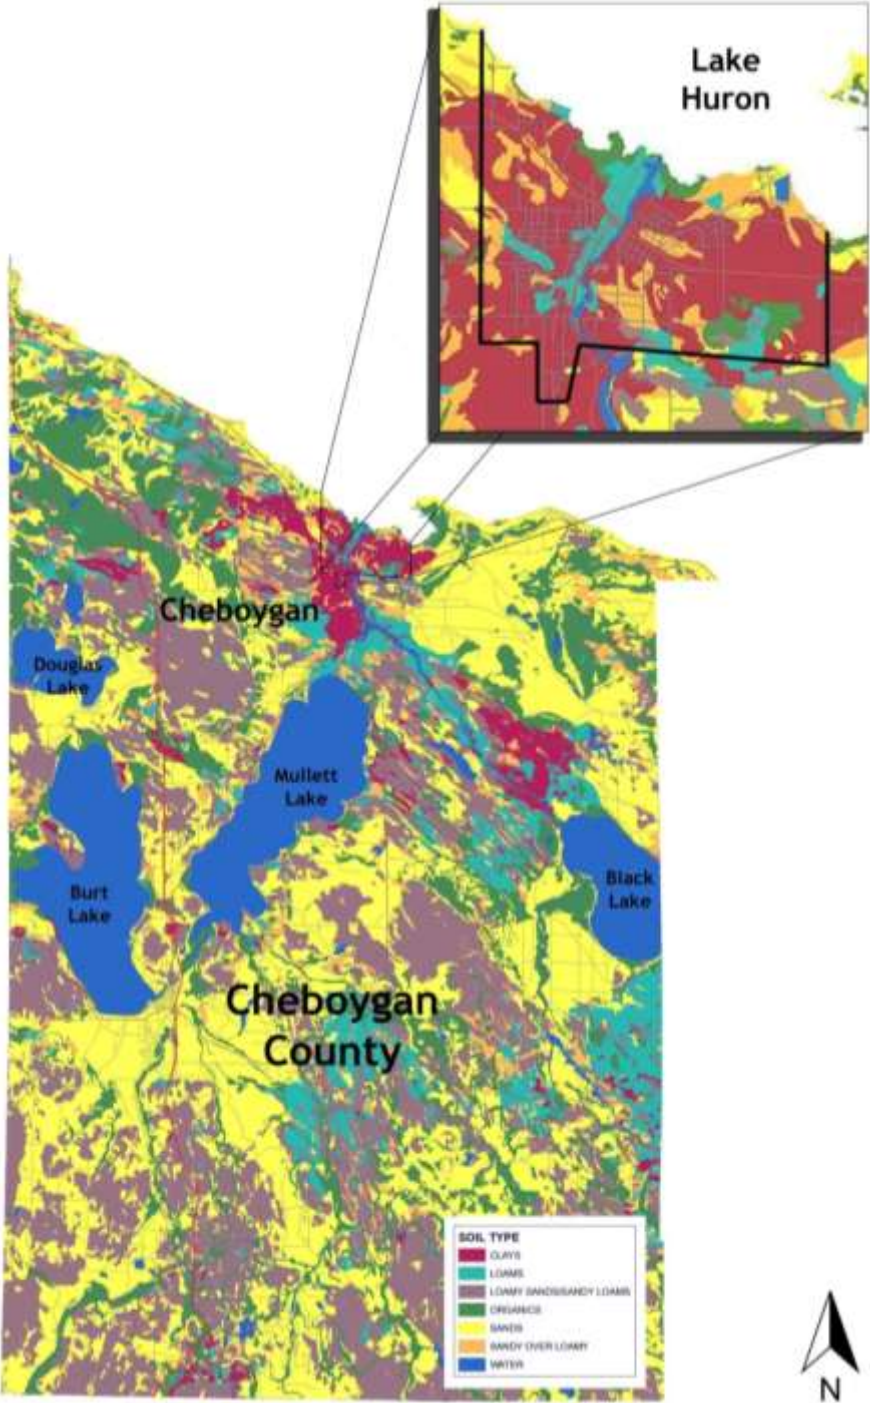 Lake
Huron
Cheboygan
Douglas
Lake
Mullett
Lake
Burt
Lake
Black
Lake
Cheboygan
County
SOIL TYPE
CLAYS
LOAMS
LOAMY SANDS/SANDY LOAMS
ORGANICS
SANDS
SANDY OVER LOAMY
WATER
N